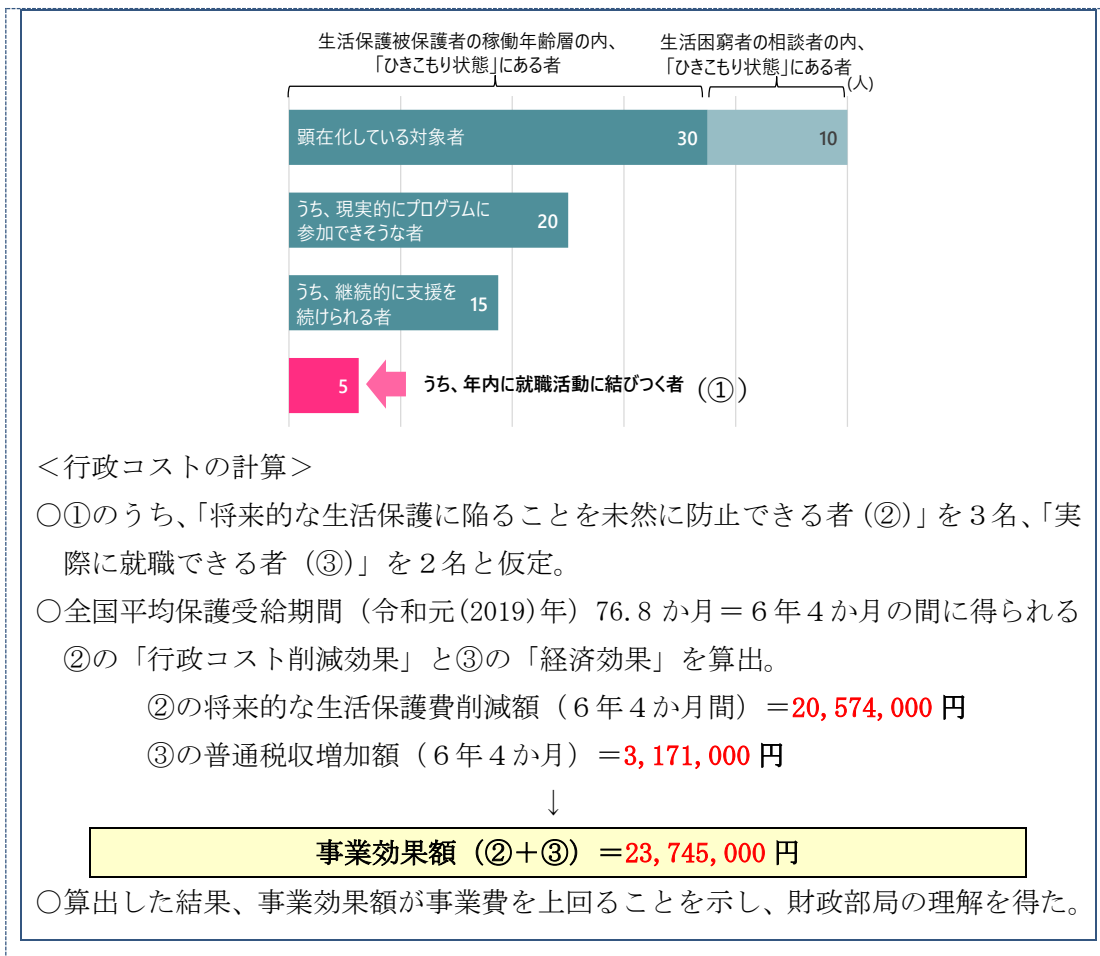 生活保護被保護者の稼働年齢層の内、
「ひきこもり状態」にある者
生活困窮者の相談者の内、
「ひきこもり状態」にある者
(人)
顕在化している対象者 30 10
うち、現実的にプログラムに
参加できそうな者
20
うち、継続的に支援を
続けられる者
15
5 うち、年内に就職活動に結びつく者 (①)
＜行政コストの計算＞
○①のうち、「将来的な生活保護に陥ることを未然に防止できる者(②)」を３名、「実
際に就職できる者（③）」を２名と仮定。
○全国平均保護受給期間（令和元(2019)年）76.8 か月＝６年４か月の間に得られる
②の「行政コスト削減効果」と③の「経済効果」を算出。
②の将来的な生活保護費削減額（６年４か月間）＝20,574,000 円
③の普通税収増加額（６年４か月）＝3,171,000 円
↓
事業効果額（②＋③）＝23,745,000 円
○算出した結果、事業効果額が事業費を上回ることを示し、財政部局の理解を得た。